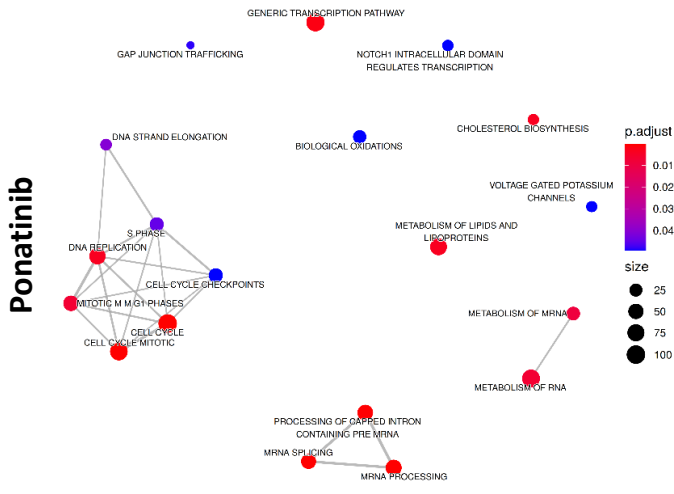 GENERIC TRANSCRIPTION PATHWAY
GAP JUNCTION TRAFFICKING
NOTCH1 INTRACELLULAR DOMAIN
REGULATES TRANSCRIPTION
CHOLESTEROL BIOSYNTHESIS
DNA STRAND ELONGATION
BIOLOGICAL OXIDATIONS
VOLTAGE GATED POTASSIUM
CHANNELS
S PHASE
METABOLISM OF LIPIDS AND
LIPOPROTEINS
DNA REPLICATION
CELL CYCLE CHECKPOINTS
MITOTIC M M G1 PHASES
CELL CYCLE
CELL CYCLE MITOTIC
METABOLISM OF MRNA
METABOLISM OF RNA
PROCESSING OF CAPPED INTRON
CONTAINING PRE MRNA
MRNA SPLICING
MRNA PROCESSING
Ponatinib
p.adjust
0.01
0.02
0.03
0.04
size
25
50
75
100